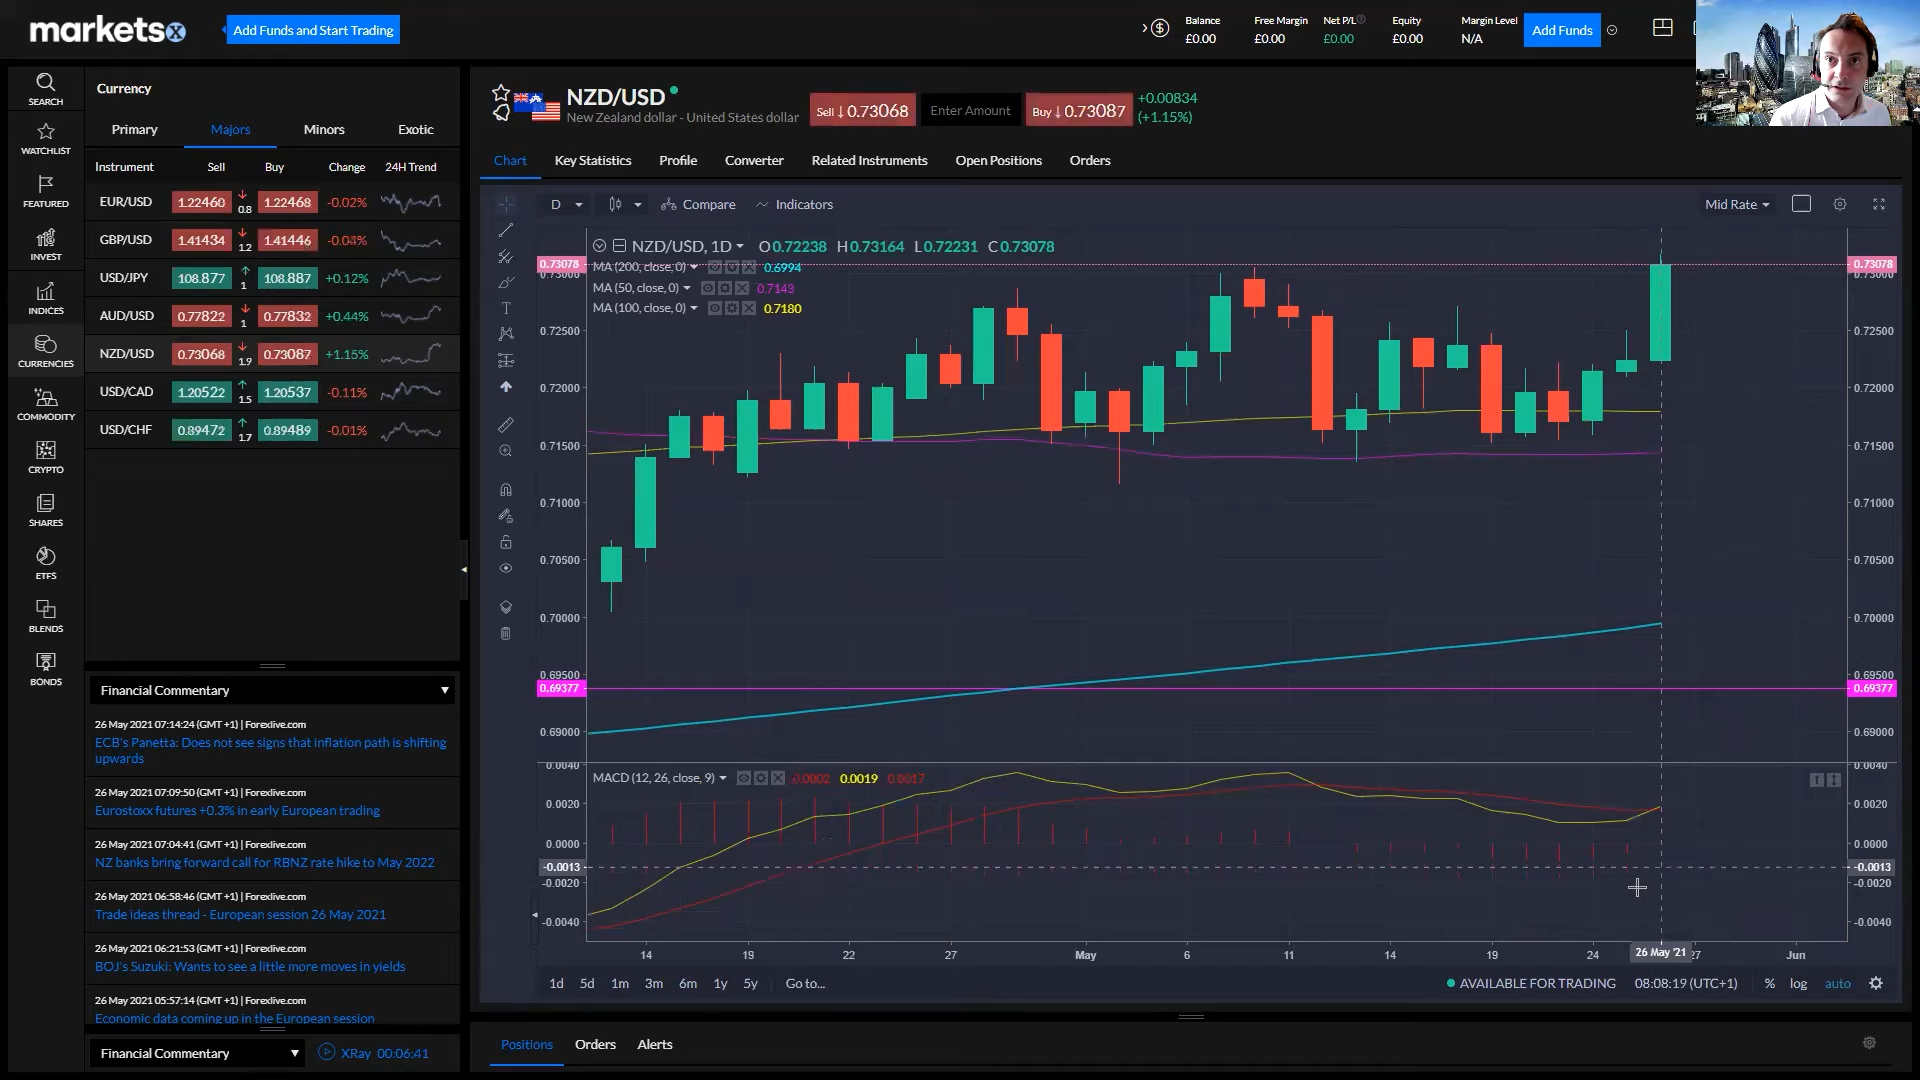 marketsx
Add Funds and Start Trading
Balance
£0.00
Free Margin
£0.00
Net P/L
£0.00
Equity
£0.00
Margin Level
N/A
Add Funds
SEARCH
WATCHLIST
FEATURED
INVEST
INDICES
CURRENCIES
COMMODITY
CRYPTO
SHARES
ETFS
BLENDS
BONDS
Currency
Primary Majors Minors Exotic
Instrument Sell Buy Change 24H Trend
EUR/USD 1.22460 0.8 1.22468 -0.02%
GBP/USD 1.41434 1.2 1.41446 -0.04%
USD/JPY 108.877 1 108.887 +0.12%
AUD/USD 0.77822 1 0.77832 +0.44%
NZD/USD 0.73068 1.9 0.73087 +1.15%
USD/CAD 1.20522 1.5 1.20537 -0.11%
USD/CHF 0.89472 1.7 0.89489 -0.01%
Financial Commentary
26 May 2021 07:14:24 (GMT +1) | Forexlive.com
ECB's Panetta: Does not see signs that inflation path is shifting
upwards
26 May 2021 07:09:50 (GMT +1) | Forexlive.com
Eurostoxx futures +0.3% in early European trading
26 May 2021 07:04:41 (GMT +1) | Forexlive.com
NZ banks bring forward call for RBNZ rate hike to May 2022
26 May 2021 06:58:46 (GMT +1) | Forexlive.com
Trade ideas thread - European session 26 May 2021
26 May 2021 06:21:53 (GMT +1) | Forexlive.com
BOJ's Suzuki: Wants to see a little more moves in yields
26 May 2021 05:57:14 (GMT +1) | Forexlive.com
Economic data coming up in the European session
Financial Commentary
XRay 00:06:41
NZD/USD
New Zealand dollar - United States dollar
Sell 0.73068
Enter Amount
Buy 0.73087
+0.00834
(+1.15%)
Chart Key Statistics Profile Converter Related Instruments Open Positions Orders
D Compare Indicators Mid Rate
NZD/USD, 1D O0.72238 H0.73164 L0.72231 C0.73078
MA (200, close, 0) 0.6994
MA (50, close, 0) 0.7143
MA (100, close, 0) 0.7180
0.73078 0.73078
0.73000 0.73000
0.72500 0.72500
0.72000 0.72000
0.71500 0.71500
0.71000 0.71000
0.70500 0.70500
0.70000 0.70000
0.69500 0.69500
0.69377 0.69377
0.69000 0.69000
0.0040 0.0040
MACD (12, 26, close, 9) 0.0002 0.0019 0.0017
0.0020 0.0020
0.0000 0.0000
-0.0013 -0.0013
-0.0020 -0.0020
-0.0040 -0.0040
14 19 22 27 May 6 11 14 19 24 26 May '21 27 Jun
1d 5d 1m 3m 6m 1y 5y Go to...
AVAILABLE FOR TRADING 08:08:19 (UTC+1) % log auto
Positions Orders Alerts